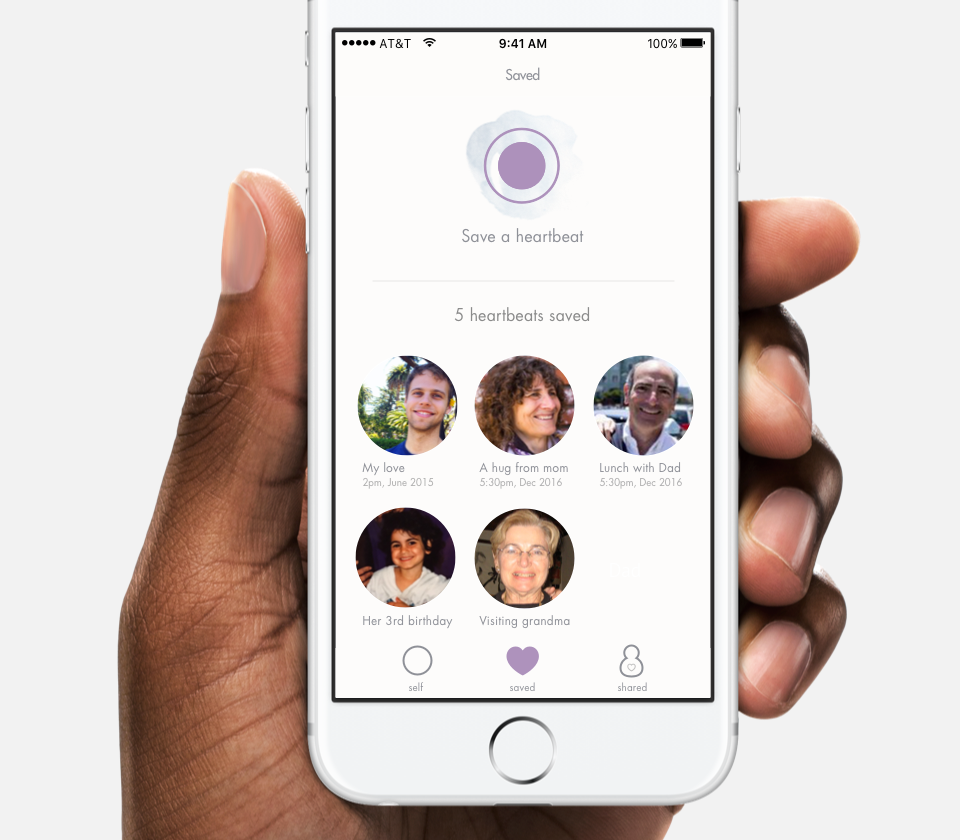 AT&T 9:41 AM 100%
Saved
Save a heartbeat
5 heartbeats saved
My love
2pm, June 2015
A hug from mom
5:30pm, Dec 2016
Lunch with Dad
5:30pm, Dec 2016
Her 3rd birthday
Visiting grandma
self
saved
shared